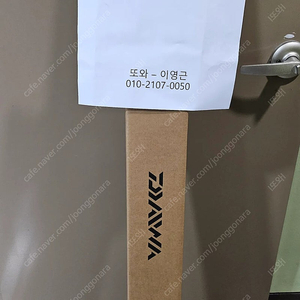 또와 – 이영근
010-2107-0050
DAIWA
cafe.naver.com/joonggonara